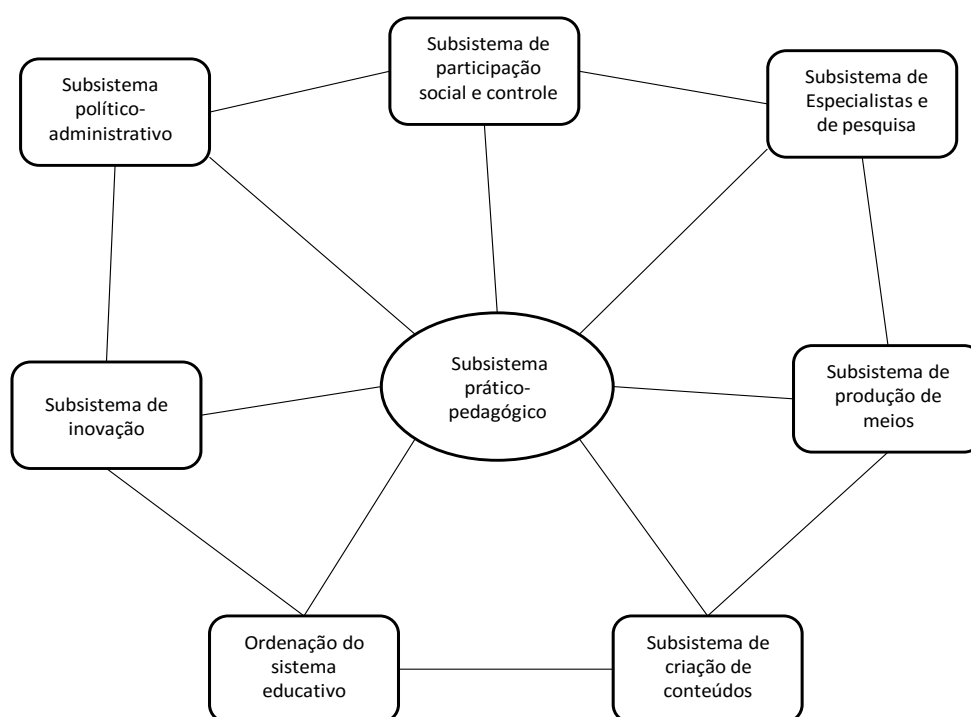 Subsistema de
participação
social e controle
Subsistema
político-
administrativo
Subsistema de
Especialistas e
de pesquisa
Subsistema
prático-
pedagógico
Subsistema de
inovação
Subsistema de
produção de
meios
Ordenação do
sistema
educativo
Subsistema de
criação de
conteúdos